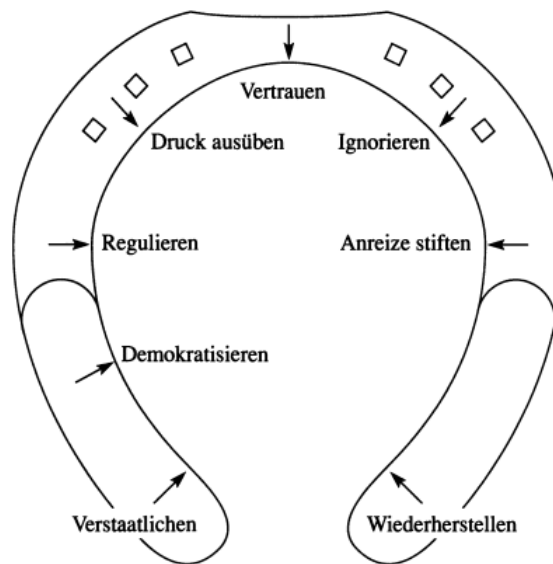 Vertrauen
Druck ausüben
Ignorieren
Regulieren
Anreize stiften
Demokratisieren
Verstaatlichen
Wiederherstellen